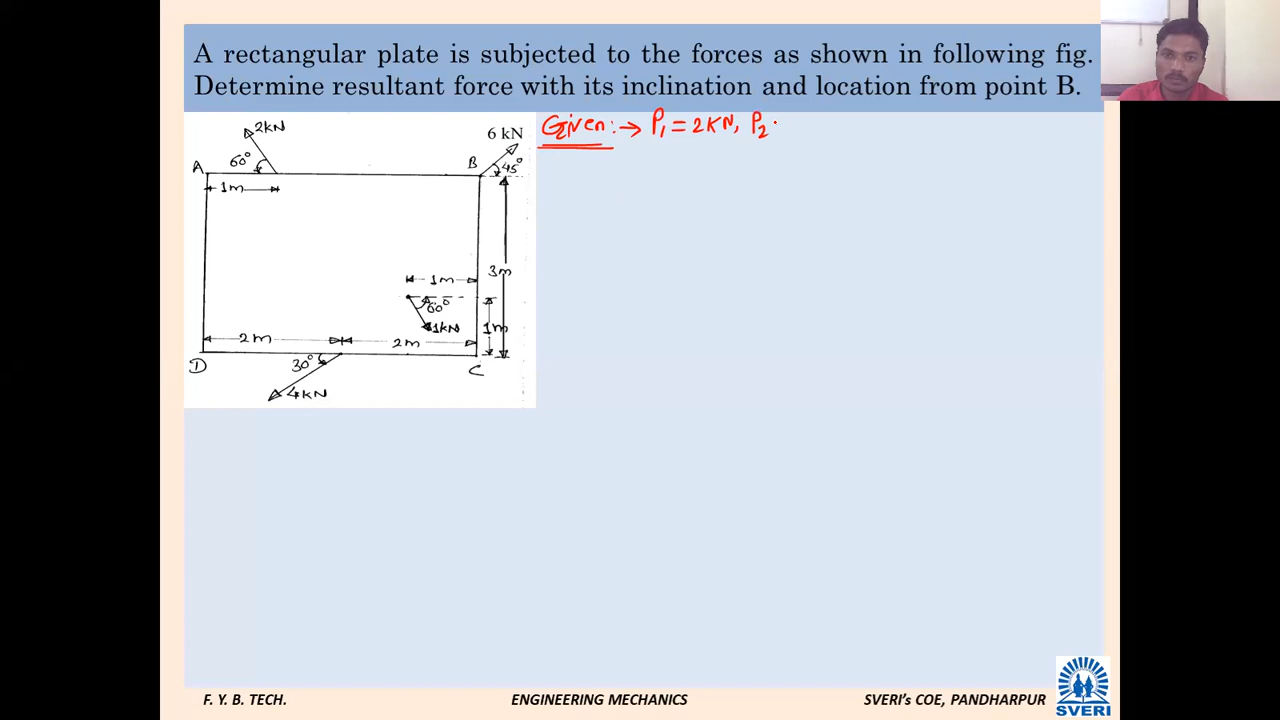 A rectangular plate is subjected to the forces as shown in following fig.
Determine resultant force with its inclination and location from point B.
Given:→ P1 = 2KN, P2
2KN
6 kN
60°
B
45°
A
1m
1m
3m
60°
1KN
1m
2m
2m
30°
D
C
4KN
F. Y. B. TECH.
ENGINEERING MECHANICS
SVERI's COE, PANDHARPUR
SVERI